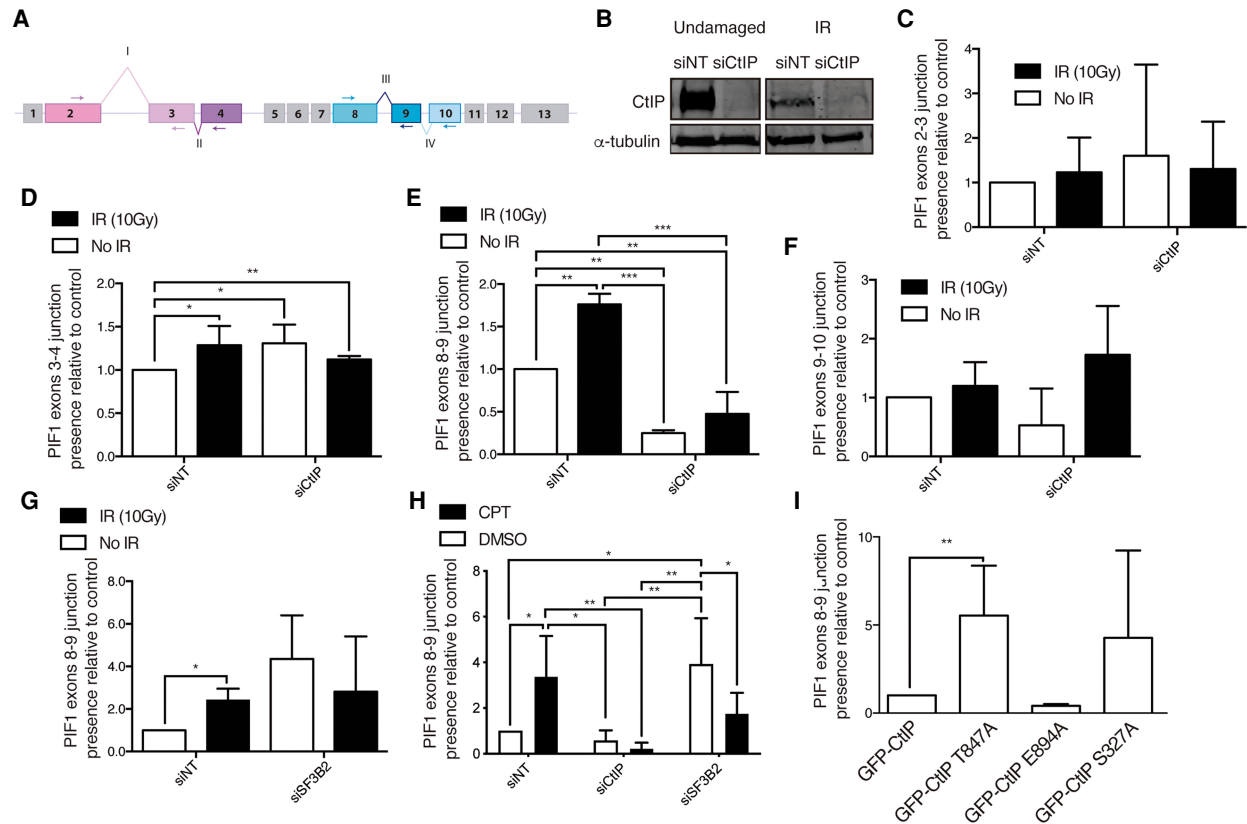 A
I
III
1 2 3 4 5 6 7 8 9 10 11 12 13
II
IV
B
Undamaged IR
siNT siCtIP siNT siCtIP
CtIP
α-tubulin
C
IR (10Gy)
No IR
PIF1 exons 2-3 junction
presence relative to control
4
3
2
1
0
siNT
siCtIP
D
IR (10Gy)
No IR
PIF1 exons 3-4 junction
presence relative to control
2.0
1.5
1.0
0.5
0.0
**
*
*
siNT
siCtIP
E
IR (10Gy)
No IR
PIF1 exons 8-9 junction
presence relative to control
2.0
1.5
1.0
0.5
0.0
***
**
**
** ***
siNT
siCtIP
F
IR (10Gy)
No IR
PIF1 exons 9-10 junction
presence relative to control
3
2
1
0
siNT
siCtIP
G
IR (10Gy)
No IR
PIF1 exons 8-9 junction
presence relative to control
8.0
6.0
4.0
2.0
0.0
*
siNT
siSF3B2
H
CPT
DMSO
PIF1 exons 8-9 junction
presence relative to control
8
6
4
2
0
*
** *
**
**
* *
siNT
siCtIP
siSF3B2
I
PIF1 exons 8-9 junction
presence relative to control
10
5
0
**
GFP-CtIP
GFP-CtIP T847A
GFP-CtIP E894A
GFP-CtIP S327A